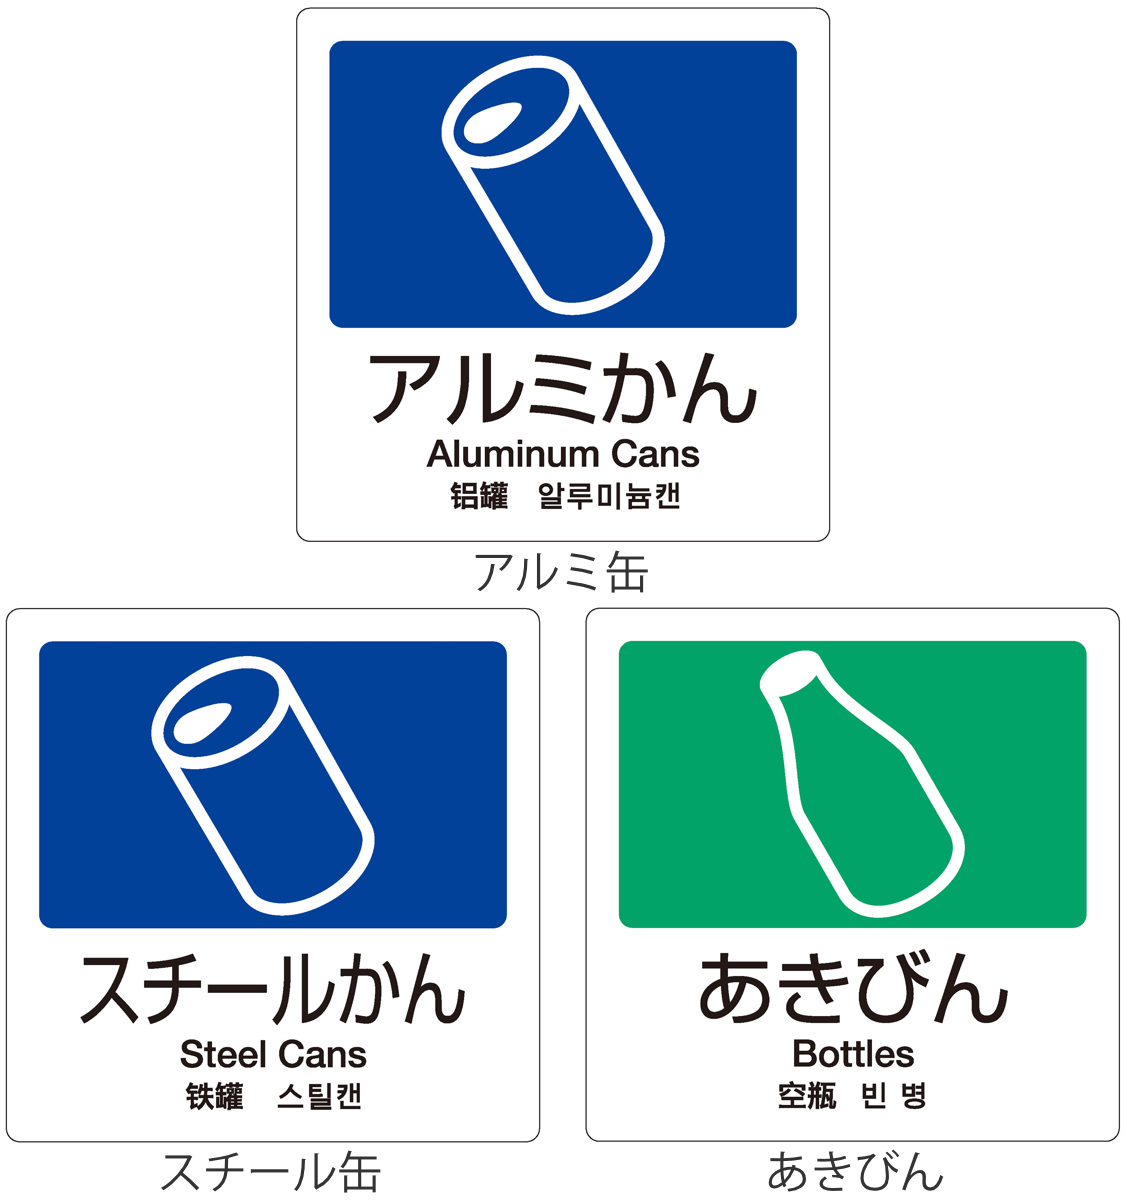 アルミかん
Aluminum Cans
铝罐 알루미늄캔
アルミ缶
スチールかん
Steel Cans
铁罐 스틸캔
スチール缶
あきびん
Bottles
空瓶 빈 병
あきびん